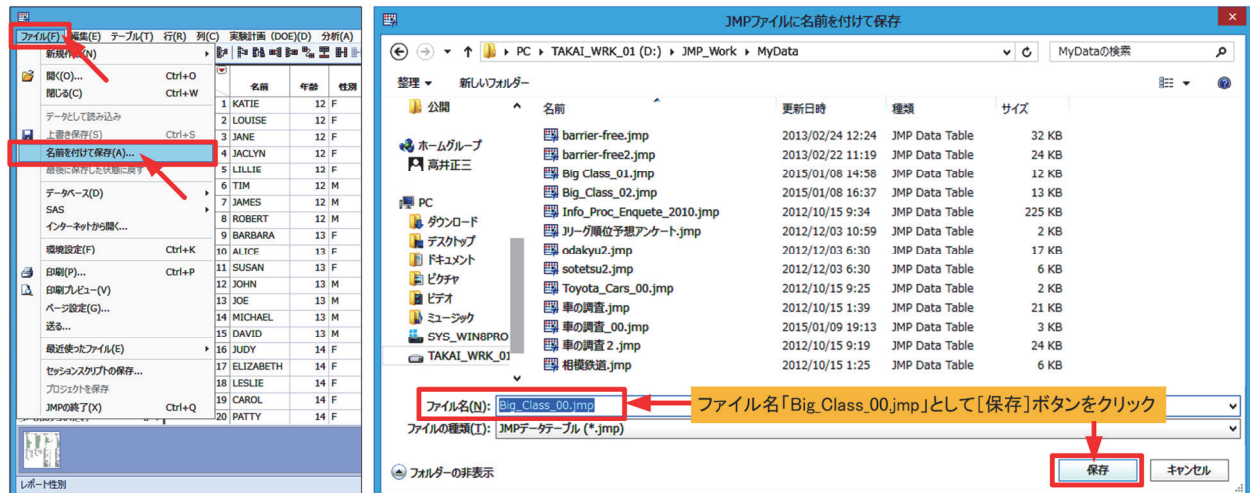 ファイル(F) 編集(E) テーブル(T) 行(R) 列(C) 実験計画 (DOE)(D) 分析(A)
新規作成(N)
開く(O)... Ctrl+O
閉じる(C) Ctrl+W
データとして読み込み
上書き保存(S) Ctrl+S
名前を付けて保存(A)...
最後に保存した状態に戻す
データベース(D)
SAS
インターネットから開く...
環境設定(F) Ctrl+K
印刷(P)... Ctrl+P
印刷プレビュー(V)
ページ設定(G)...
送る...
最近使ったファイル(E)
セッションスクリプトの保存...
プロジェクトを保存
JMPの終了(X) Ctrl+Q
名前 年齢 性別
1 KATIE 12 F
2 LOUISE 12 F
3 JANE 12 F
4 JACLYN 12 F
5 LILLIE 12 F
6 TIM 12 M
7 JAMES 12 M
8 ROBERT 12 M
9 BARBARA 13 F
10 ALICE 13 F
11 SUSAN 13 F
12 JOHN 13 M
13 JOE 13 M
14 MICHAEL 13 M
15 DAVID 13 M
16 JUDY 14 F
17 ELIZABETH 14 F
18 LESLIE 14 F
19 CAROL 14 F
20 PATTY 14 F
レポート性別
JMPファイルに名前を付けて保存
PC TAKAI_WRK_01 (D:) JMP_Work MyData
MyDataの検索
整理 新しいフォルダー
公開
ホームグループ
高井正三
PC
ダウンロード
デスクトップ
ドキュメント
ピクチャ
ビデオ
ミュージック
SYS_WIN8PRO
TAKAI_WRK_01
名前 更新日時 種類 サイズ
barrier-free.jmp 2013/02/24 12:24 JMP Data Table 32 KB
barrier-free2.jmp 2013/02/22 11:19 JMP Data Table 24 KB
Big Class_01.jmp 2015/01/08 14:58 JMP Data Table 12 KB
Big_Class_02.jmp 2015/01/08 16:37 JMP Data Table 13 KB
Info_Proc_Enquete_2010.jmp 2012/10/15 9:34 JMP Data Table 225 KB
Jリーグ順位予想アンケート.jmp 2012/12/03 10:59 JMP Data Table 2 KB
odakyu2.jmp 2012/12/03 6:30 JMP Data Table 17 KB
sotetsu2.jmp 2012/12/03 6:30 JMP Data Table 6 KB
Toyota_Cars_00.jmp 2012/10/15 9:25 JMP Data Table 2 KB
車の調査.jmp 2012/10/15 1:39 JMP Data Table 21 KB
車の調査_00.jmp 2015/01/09 19:13 JMP Data Table 3 KB
車の調査２.jmp 2012/10/15 9:19 JMP Data Table 24 KB
相模鉄道.jmp 2012/10/15 1:25 JMP Data Table 6 KB
ファイル名(N): Big_Class_00.jmp
ファイル名「Big_Class_00.jmp」として[保存]ボタンをクリック
ファイルの種類(T): JMPデータテーブル (*.jmp)
フォルダーの非表示
保存 キャンセル